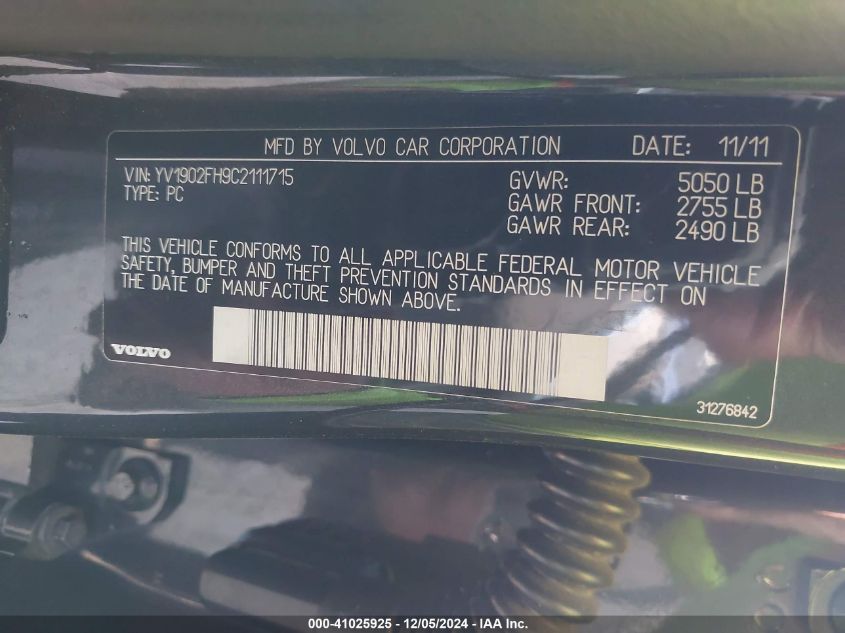 MFD BY VOLVO CAR CORPORATION DATE: 11/11
VIN: YV1902FH9C2111715
TYPE: PC
GVWR: 5050 LB
GAWR FRONT: 2755 LB
GAWR REAR: 2490 LB
THIS VEHICLE CONFORMS TO ALL APPLICABLE FEDERAL MOTOR VEHICLE
SAFETY, BUMPER AND THEFT PREVENTION STANDARDS IN EFFECT ON
THE DATE OF MANUFACTURE SHOWN ABOVE.
VOLVO
31276842
000-41025925 - 12/05/2024 - IAA Inc.